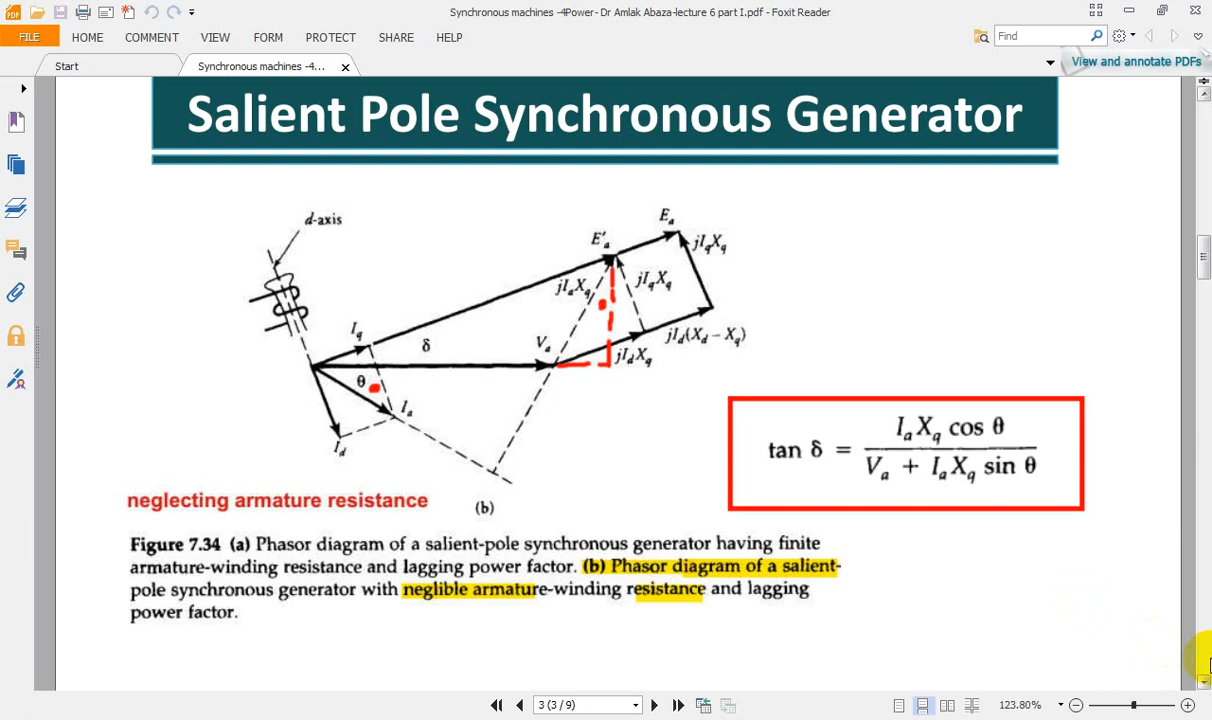 Synchronous machines -4Power- Dr Amlak Abaza-lecture 6 part I.pdf - Foxit Reader
FILE HOME COMMENT VIEW FORM PROTECT SHARE HELP
Find
Start
Synchronous machines -4...
View and annotate PDFs
Salient Pole Synchronous Generator
d-axis
E'a
Ea
jIqXq
jIaXq
jIqXq
Iq
δ
Va
jId(Xd – Xq)
jIdXq
θ
Ia
Id
tan δ = IaXq cos θ / Va + IaXq sin θ
neglecting armature resistance
(b)
Figure 7.34 (a) Phasor diagram of a salient-pole synchronous generator having finite
armature-winding resistance and lagging power factor. (b) Phasor diagram of a salient-
pole synchronous generator with neglible armature-winding resistance and lagging
power factor.
3 (3 / 9)
123.80%